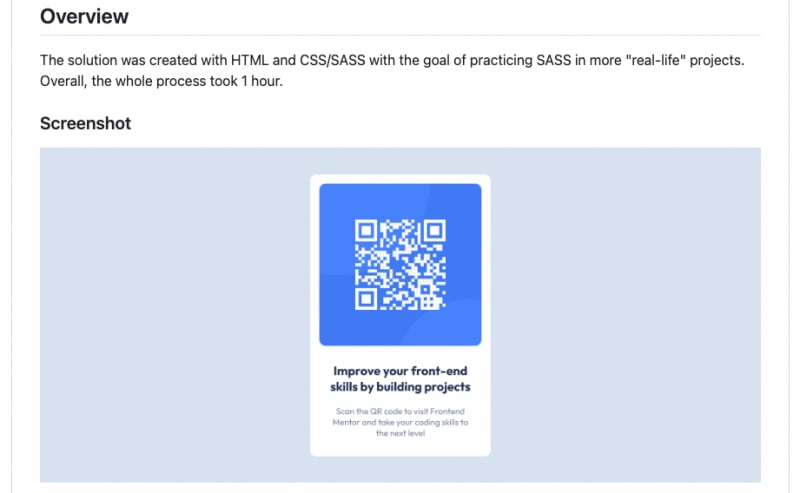 Overview
The solution was created with HTML and CSS/SASS with the goal of practicing SASS in more "real-life" projects.
Overall, the whole process took 1 hour.
Screenshot
Improve your front-end
skills by building projects
Scan the QR code to visit Frontend
Mentor and take your coding skills to
the next level